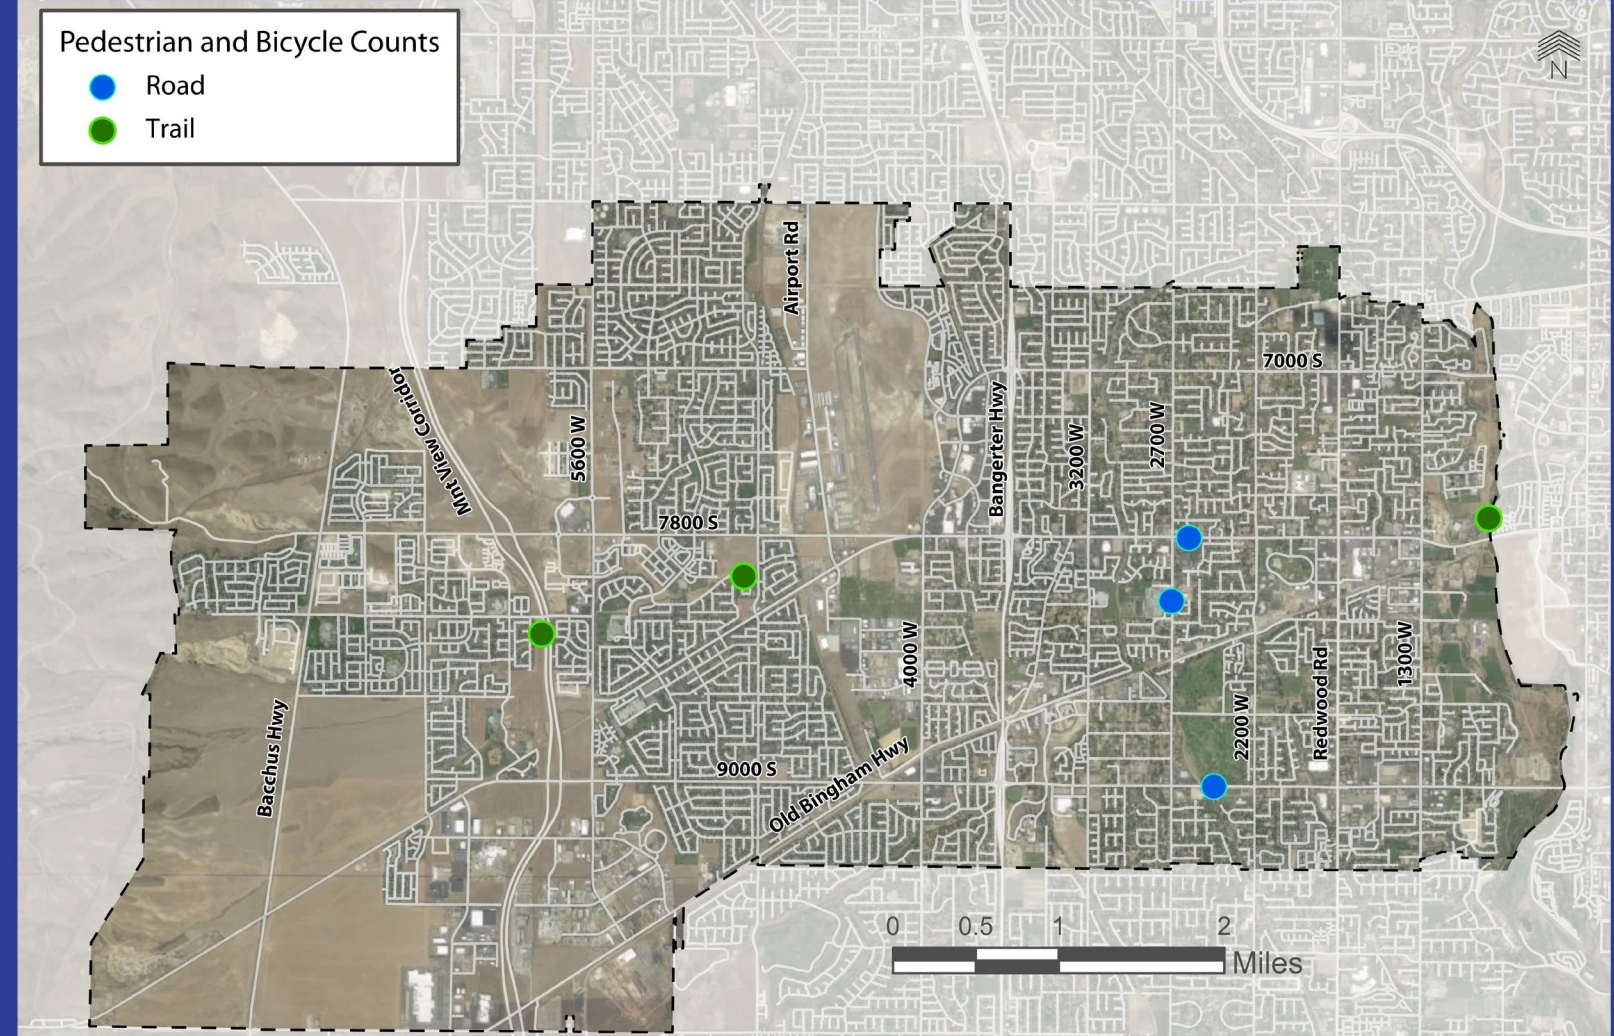 Pedestrian and Bicycle Counts
Road
Trail
N
Airport Rd
7000 S
Mnt View Corridor
5600 W
Bangerter Hwy
3200 W
2700 W
7800 S
4000 W
1300 W
Redwood Rd
2200 W
Bacchus Hwy
9000 S
Old Bingham Hwy
0 0.5 1 2
Miles